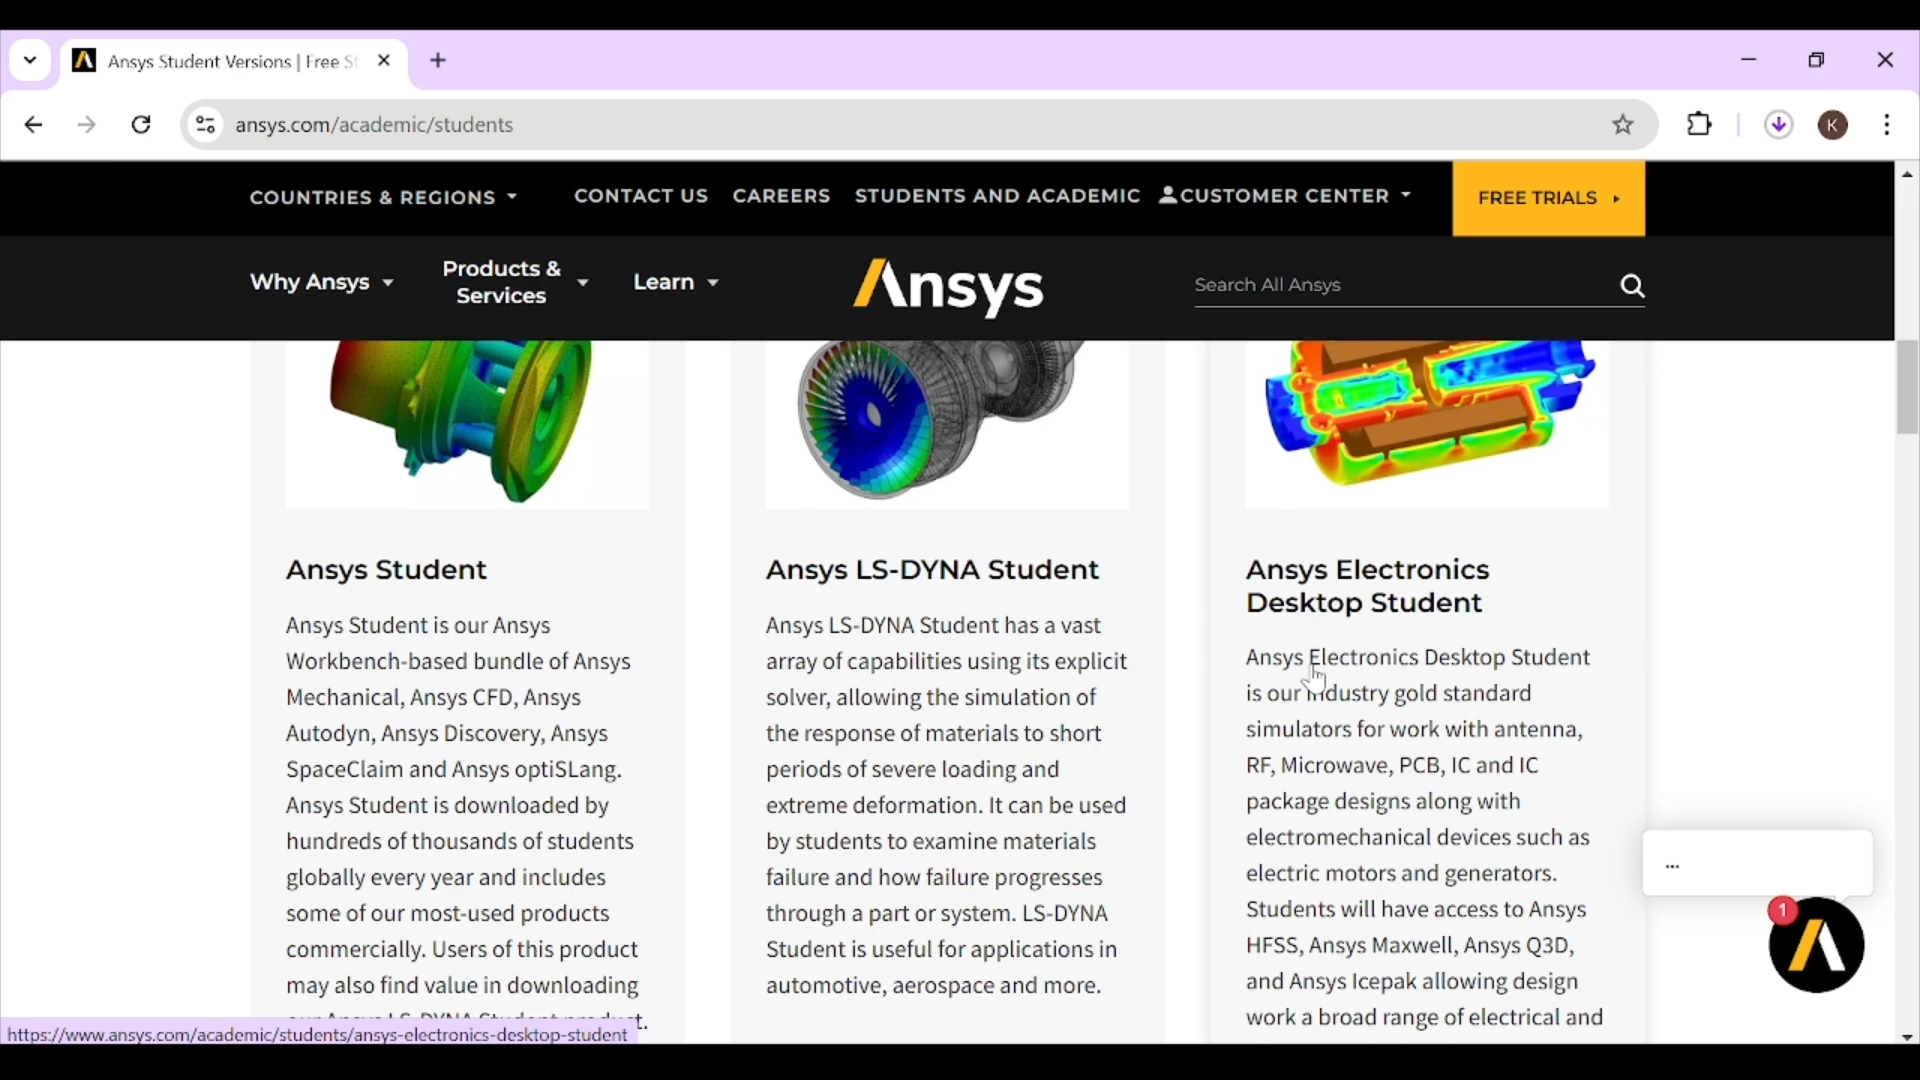 Ansys Student Versions | Free St
ansys.com/academic/students
K
COUNTRIES & REGIONS
CONTACT US
CAREERS
STUDENTS AND ACADEMIC
CUSTOMER CENTER
FREE TRIALS
Why Ansys
Products &
Services
Learn
Ansys
Search All Ansys
Ansys Student
Ansys Student is our Ansys
Workbench-based bundle of Ansys
Mechanical, Ansys CFD, Ansys
Autodyn, Ansys Discovery, Ansys
SpaceClaim and Ansys optiSLang.
Ansys Student is downloaded by
hundreds of thousands of students
globally every year and includes
some of our most-used products
commercially. Users of this product
may also find value in downloading
our Ansys LS-DYNA Student product.
Ansys LS-DYNA Student
Ansys LS-DYNA Student has a vast
array of capabilities using its explicit
solver, allowing the simulation of
the response of materials to short
periods of severe loading and
extreme deformation. It can be used
by students to examine materials
failure and how failure progresses
through a part or system. LS-DYNA
Student is useful for applications in
automotive, aerospace and more.
Ansys Electronics
Desktop Student
Ansys Electronics Desktop Student
is our industry gold standard
simulators for work with antenna,
RF, Microwave, PCB, IC and IC
package designs along with
electromechanical devices such as
electric motors and generators.
Students will have access to Ansys
HFSS, Ansys Maxwell, Ansys Q3D,
and Ansys Icepak allowing design
work a broad range of electrical and
...
1
https://www.ansys.com/academic/students/ansys-electronics-desktop-student